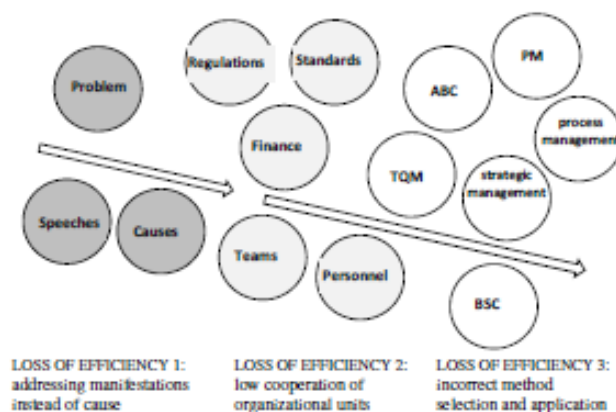 Problem
Speeches
Causes
Regulations
Standards
Finance
Teams
Personnel
PM
ABC
process
management
TQM
strategic
management
BSC
LOSS OF EFFICIENCY 1:
addressing manifestations
instead of cause
LOSS OF EFFICIENCY 2:
low cooperation of
organizational units
LOSS OF EFFICIENCY 3:
incorrect method
selection and application